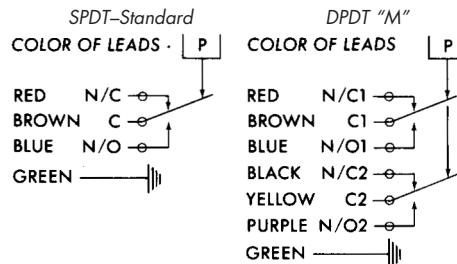 SPDT–Standard
COLOR OF LEADS · P
RED N/C
BROWN C
BLUE N/O
GREEN
DPDT “M”
COLOR OF LEADS P
RED N/C1
BROWN C1
BLUE N/O1
BLACK N/C2
YELLOW C2
PURPLE N/O2
GREEN